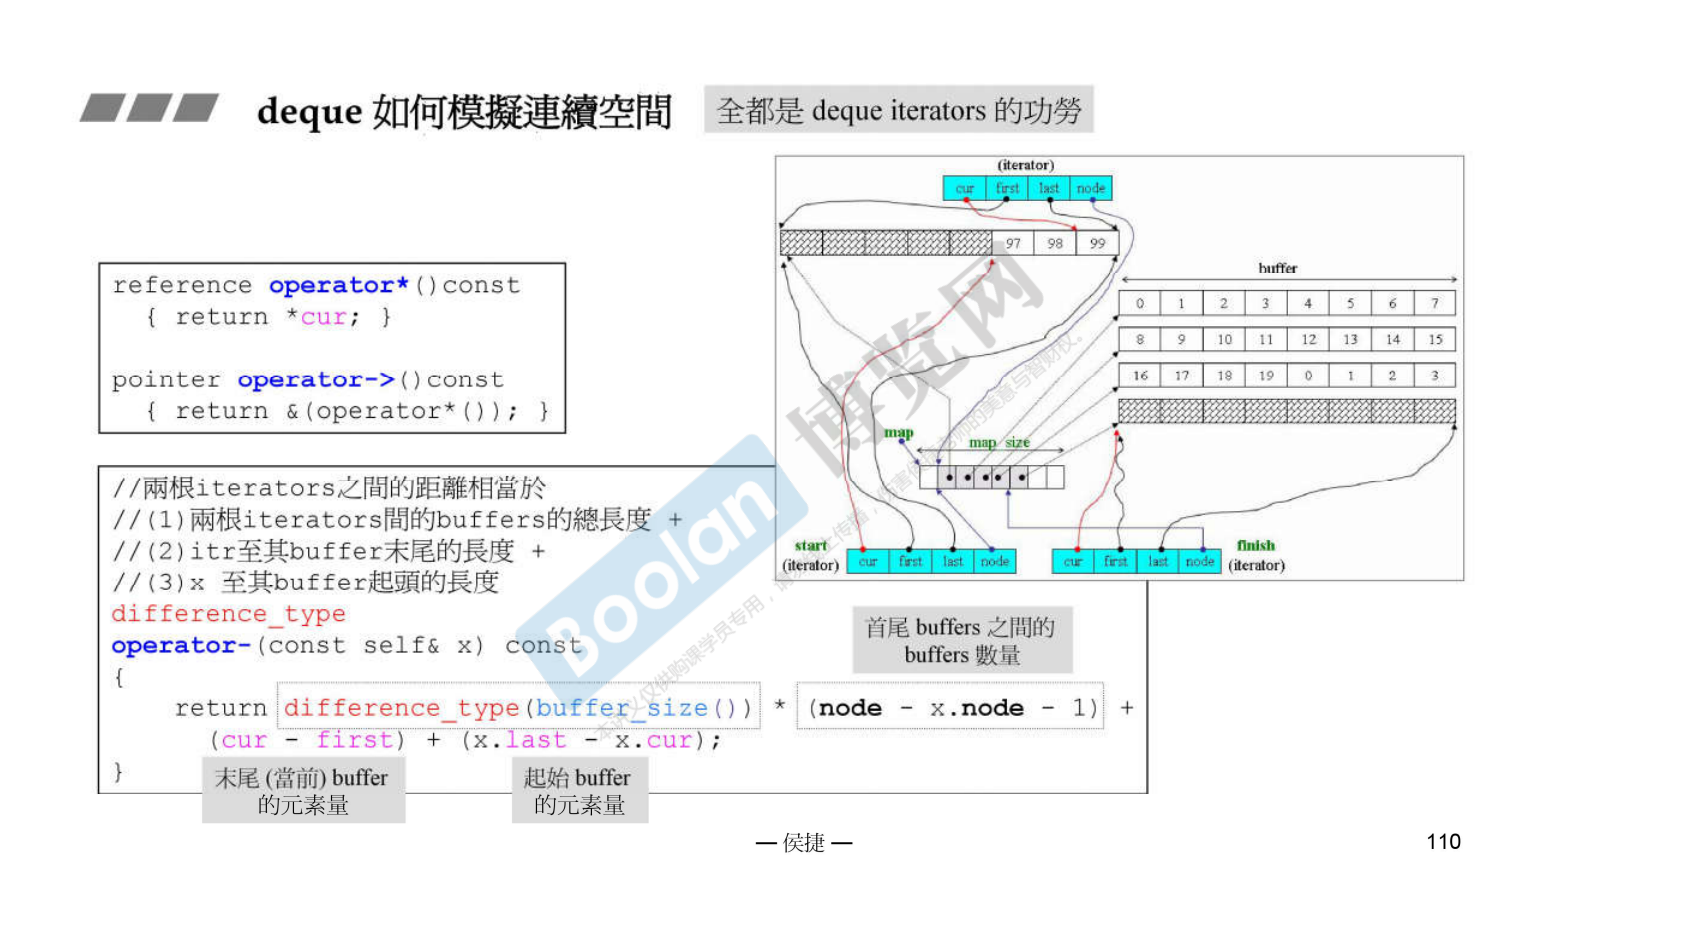 deque 如何模擬連續空間
全都是 deque iterators 的功勞
reference operator*()const
{ return *cur; }
pointer operator->()const
{ return &(operator*()); }
//兩根iterators之間的距離相當於
//(1)兩根iterators間的buffers的總長度 +
//(2)itr至其buffer末尾的長度 +
//(3)x 至其buffer起頭的長度
difference_type
operator-(const self& x) const
{
return difference_type(buffer_size()) * (node - x.node - 1) +
(cur - first) + (x.last - x.cur);
}
首尾 buffers 之間的
buffers 數量
末尾 (當前) buffer
的元素量
起始 buffer
的元素量
(iterator)
cur first last node
97 98 99
buffer
0 1 2 3 4 5 6 7
8 9 10 11 12 13 14 15
16 17 18 19 0 1 2 3
map
map size
start
(iterator)
cur first last node
cur first last node
finish
(iterator)
Boolan 博览网
— 侯捷 —
110